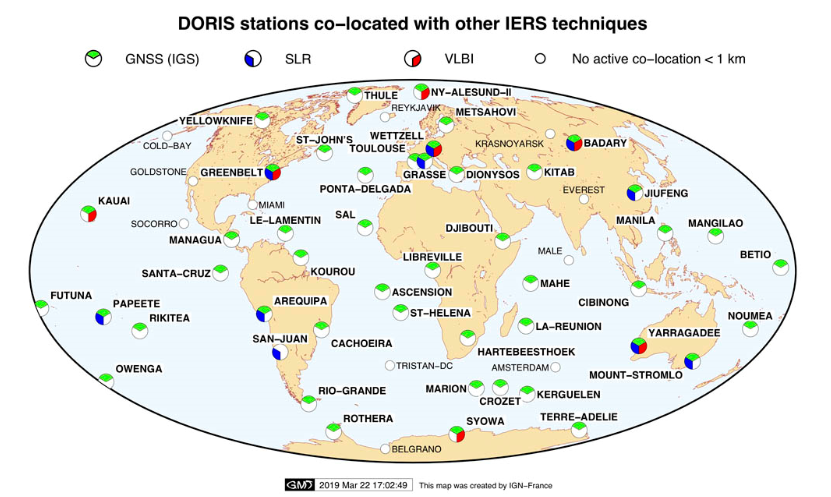 DORIS stations co-located with other IERS techniques
GNSS (IGS)
SLR
VLBI
No active co-location < 1 km
THULE
NY-ALESUND-II
REYKJAVIK
METSAHOVI
YELLOWKNIFE
COLD-BAY
ST-JOHN'S
WETTZELL
TOULOUSE
KRASNOYARSK
BADARY
GOLDSTONE
GREENBELT
GRASSE
DIONYSOS
KITAB
PONTA-DELGADA
EVEREST
JIUFENG
KAUAI
MIAMI
SOCORRO
LE-LAMENTIN
SAL
MANILA
MANGILAO
MANAGUA
DJIBOUTI
MALE
BETIO
SANTA-CRUZ
KOUROU
LIBREVILLE
MAHE
CIBINONG
FUTUNA
PAPEETE
RIKITEA
AREQUIPA
ASCENSION
ST-HELENA
LA-REUNION
NOUMEA
SAN-JUAN
CACHOEIRA
YARRAGADEE
HARTEBEESTHOEK
OWENGA
TRISTAN-DC
AMSTERDAM
MOUNT-STROMLO
RIO-GRANDE
MARION
CROZET
KERGUELEN
ROTHERA
SYOWA
TERRE-ADELIE
BELGRANO
GMT 2019 Mar 22 17:02:49 This map was created by IGN-France